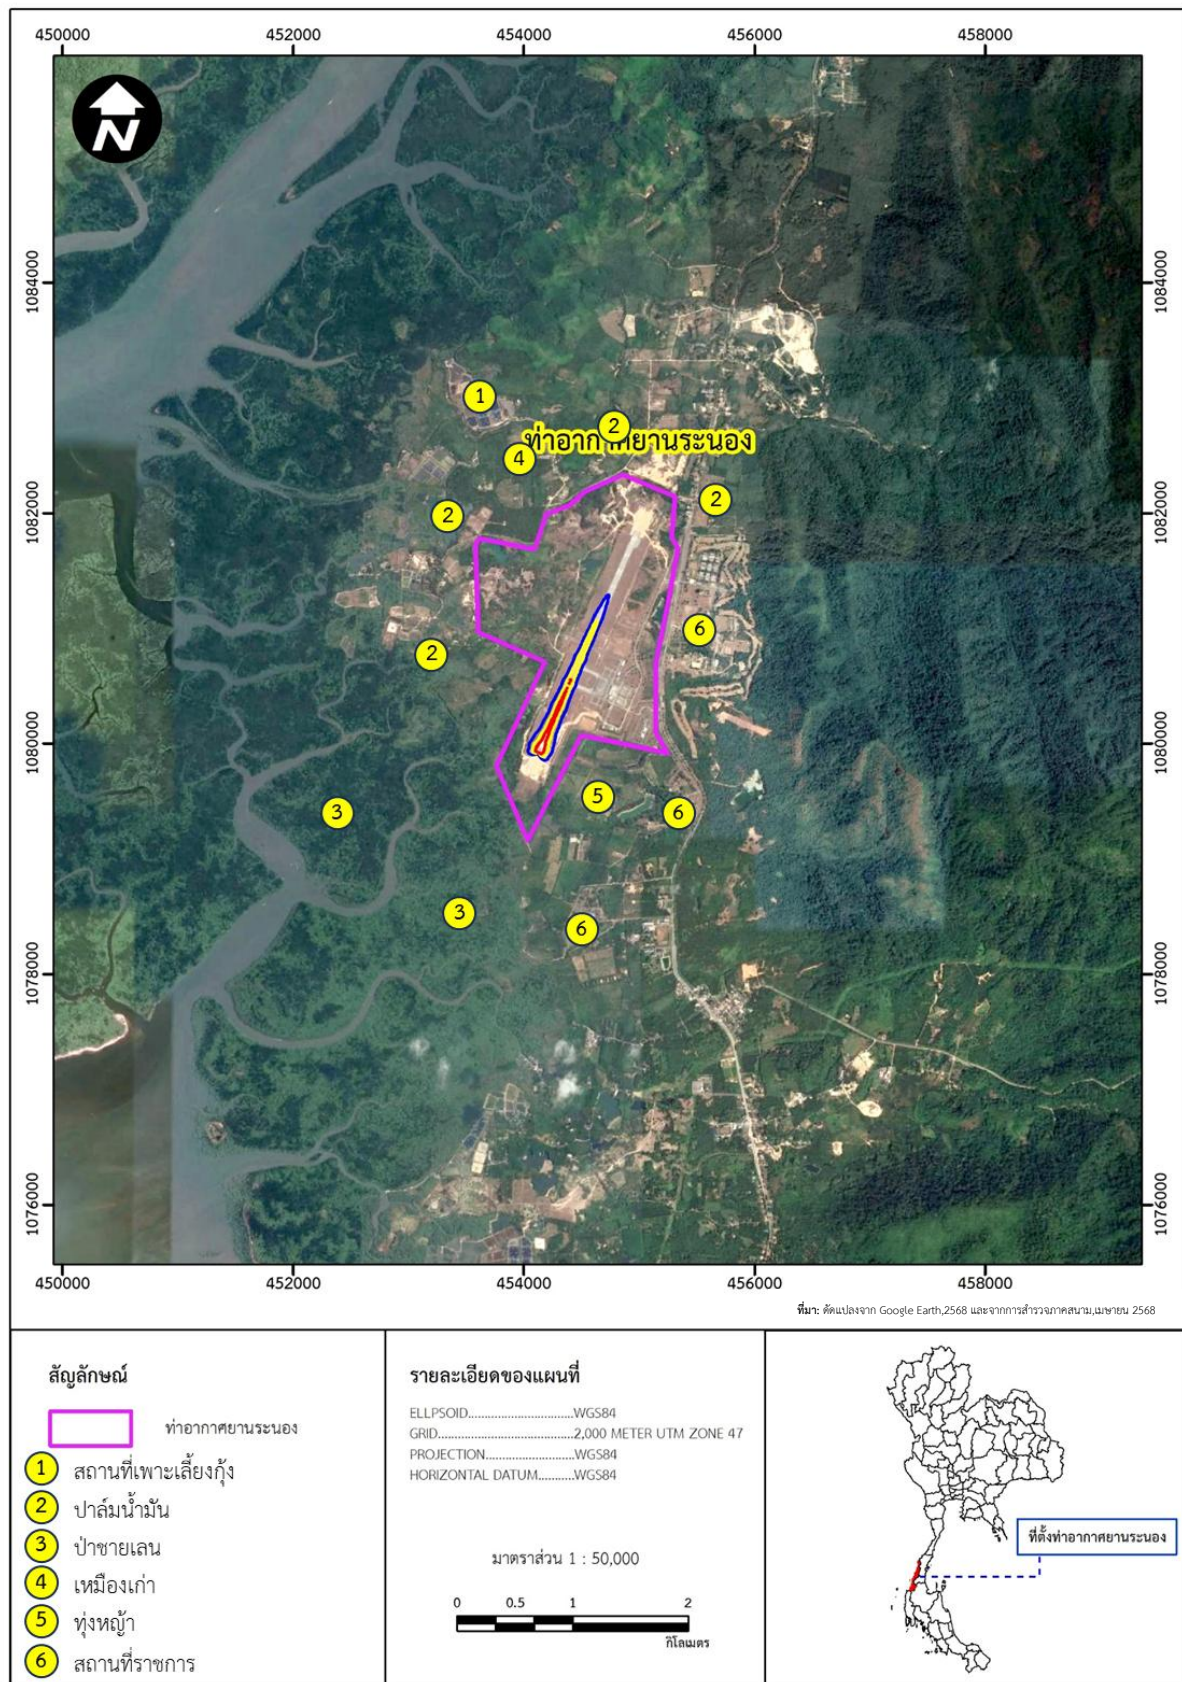 450000 452000 454000 456000 458000
N
1084000 1084000
1
2
ท่าอากาศยานระนอง
4
2
2
1082000 1082000
6
2
1080000 1080000
5
3
6
3
6
1078000 1078000
1076000 1076000
450000 452000 454000 456000 458000
ที่มา: ดัดแปลงจาก Google Earth,2568 และจากการสำรวจภาคสนาม,เมษายน 2568
สัญลักษณ์
ท่าอากาศยานระนอง
1 สถานที่เพาะเลี้ยงกุ้ง
2 ปาล์มน้ำมัน
3 ป่าชายเลน
4 เหมืองเก่า
5 ทุ่งหญ้า
6 สถานที่ราชการ
รายละเอียดของแผนที่
ELLPSOID..............................WGS84
GRID.......................................2,000 METER UTM ZONE 47
PROJECTION.........................WGS84
HORIZONTAL DATUM..........WGS84
มาตราส่วน 1 : 50,000
0 0.5 1 2
กิโลเมตร
ที่ตั้งท่าอากาศยานระนอง